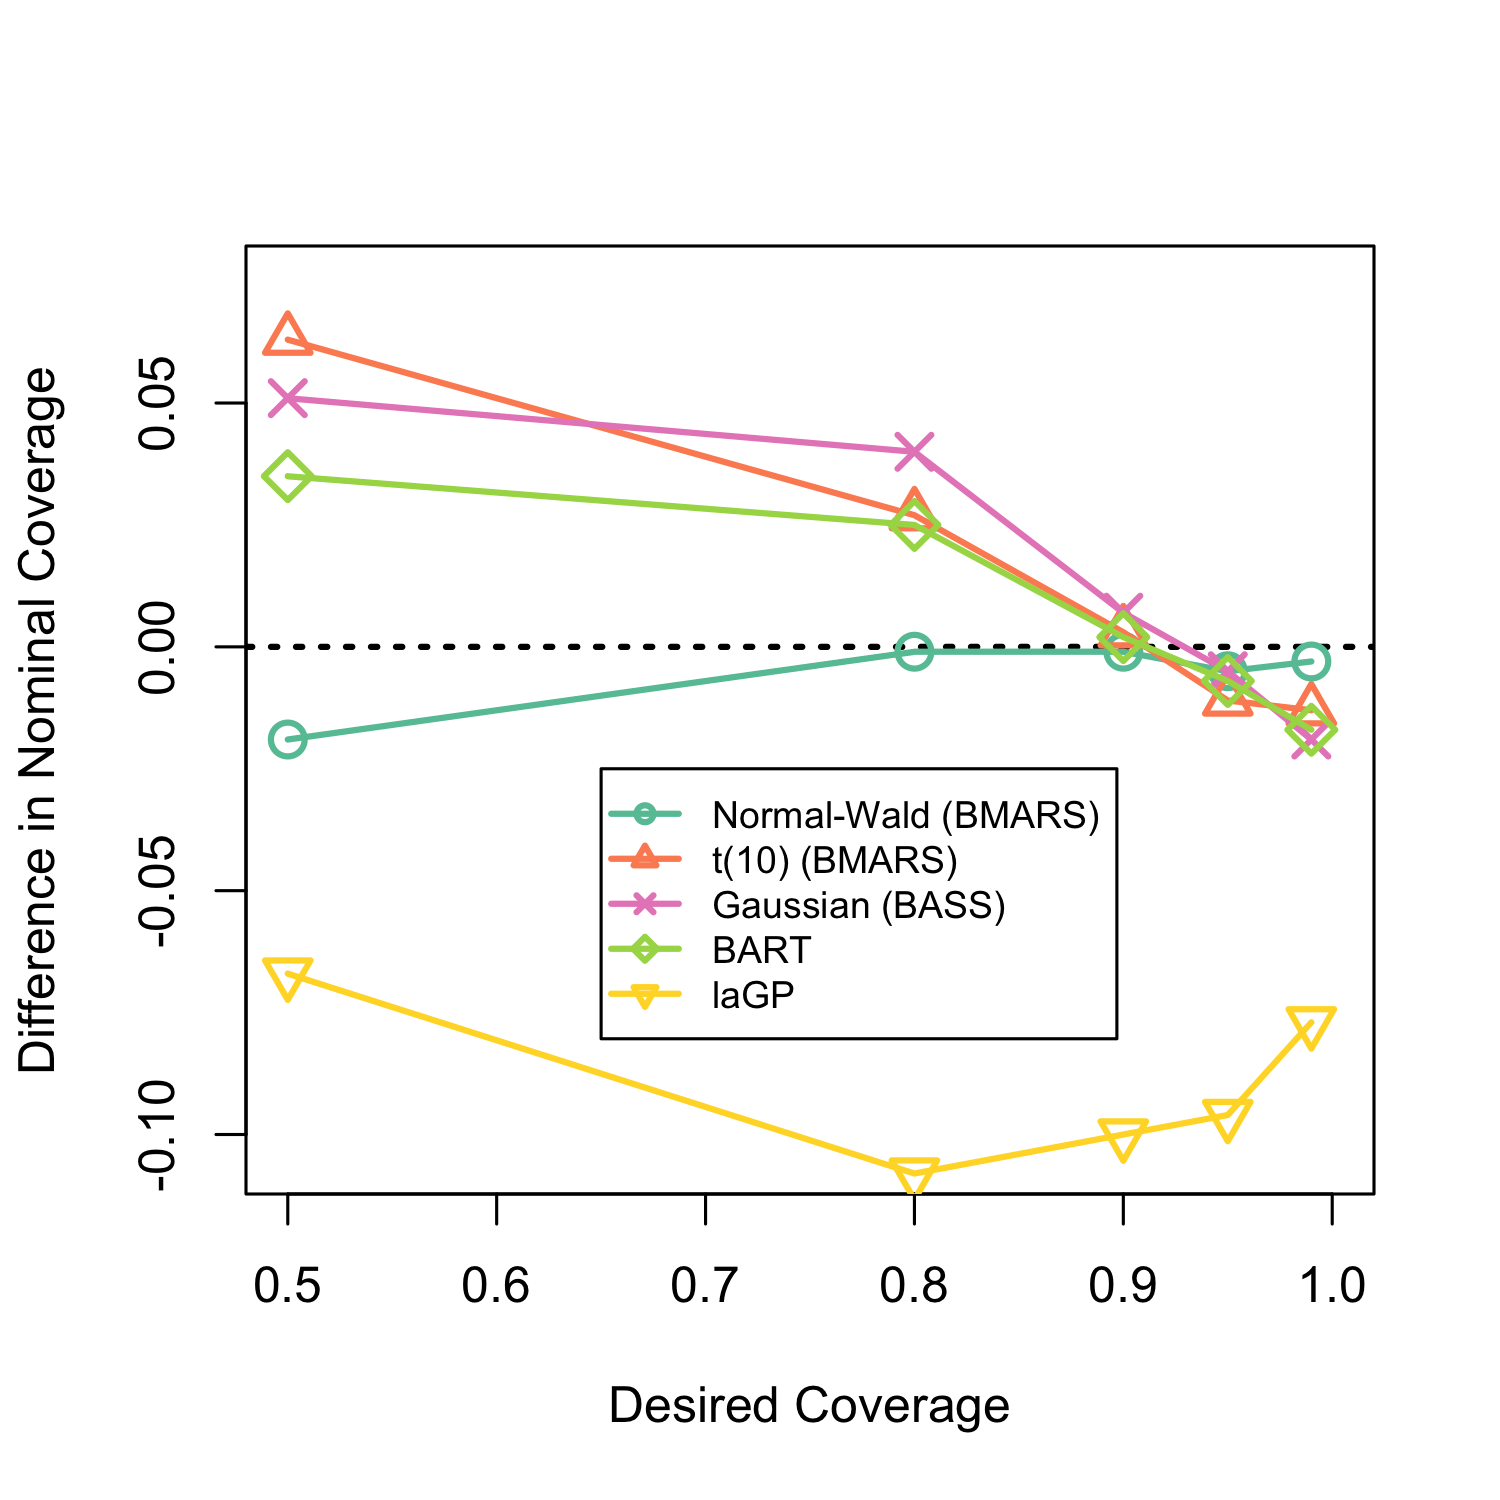 Difference in Nominal Coverage
0.05
0.00
-0.05
-0.10
Normal-Wald (BMARS)
t(10) (BMARS)
Gaussian (BASS)
BART
laGP
0.5 0.6 0.7 0.8 0.9 1.0
Desired Coverage